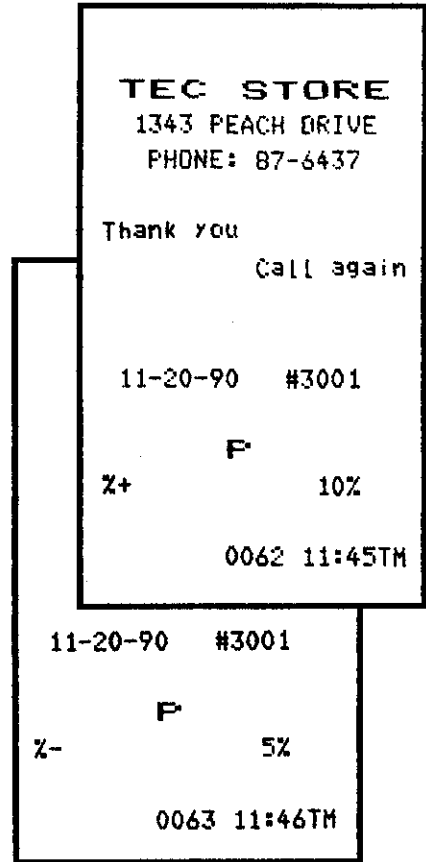 TEC STORE
1343 PEACH DRIVE
PHONE: 87-6437
Thank you
Call again
11-20-90 #3001
P
%+ 10%
0062 11:45TM
11-20-90 #3001
P
%- 5%
0063 11:46TM